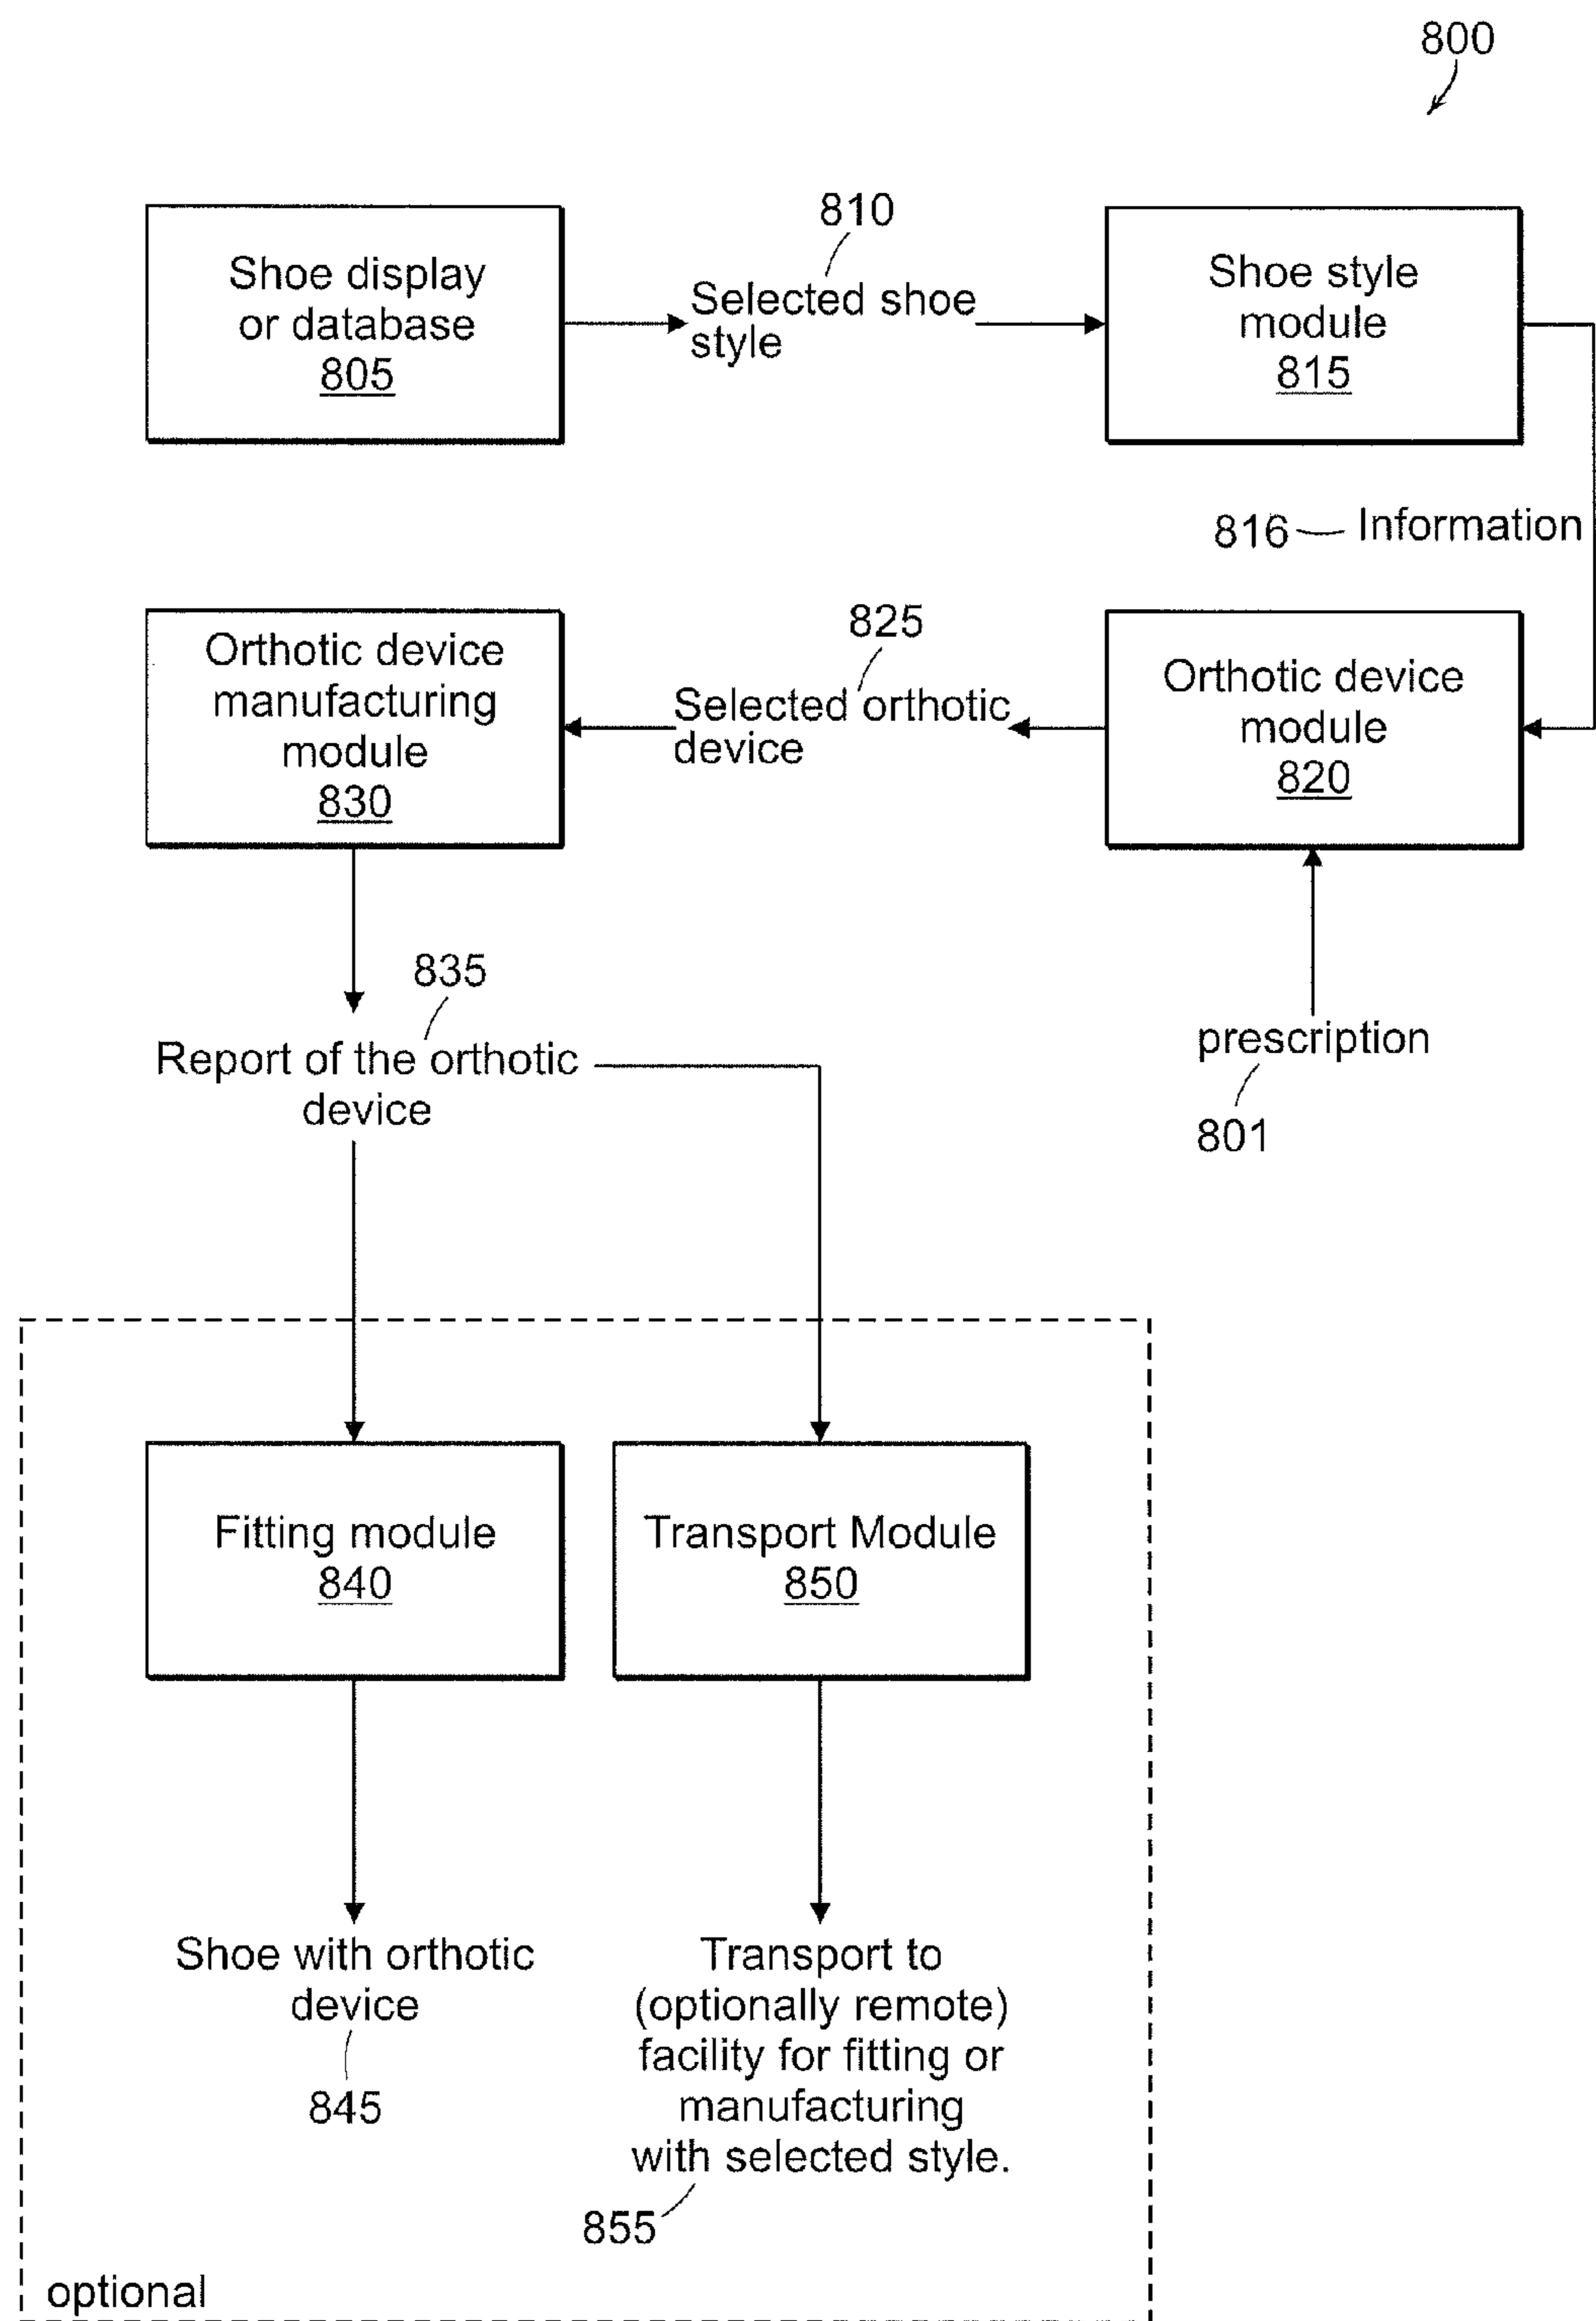 800
810
Shoe display
or database
805
Selected shoe
style
Shoe style
module
815
816
Information
825
Orthotic device
manufacturing
module
830
Selected orthotic
device
Orthotic device
module
820
835
Report of the orthotic
device
prescription
801
Fitting module
840
Transport Module
850
Shoe with orthotic
device
845
Transport to
(optionally remote)
facility for fitting or
manufacturing
with selected style.
855
optional